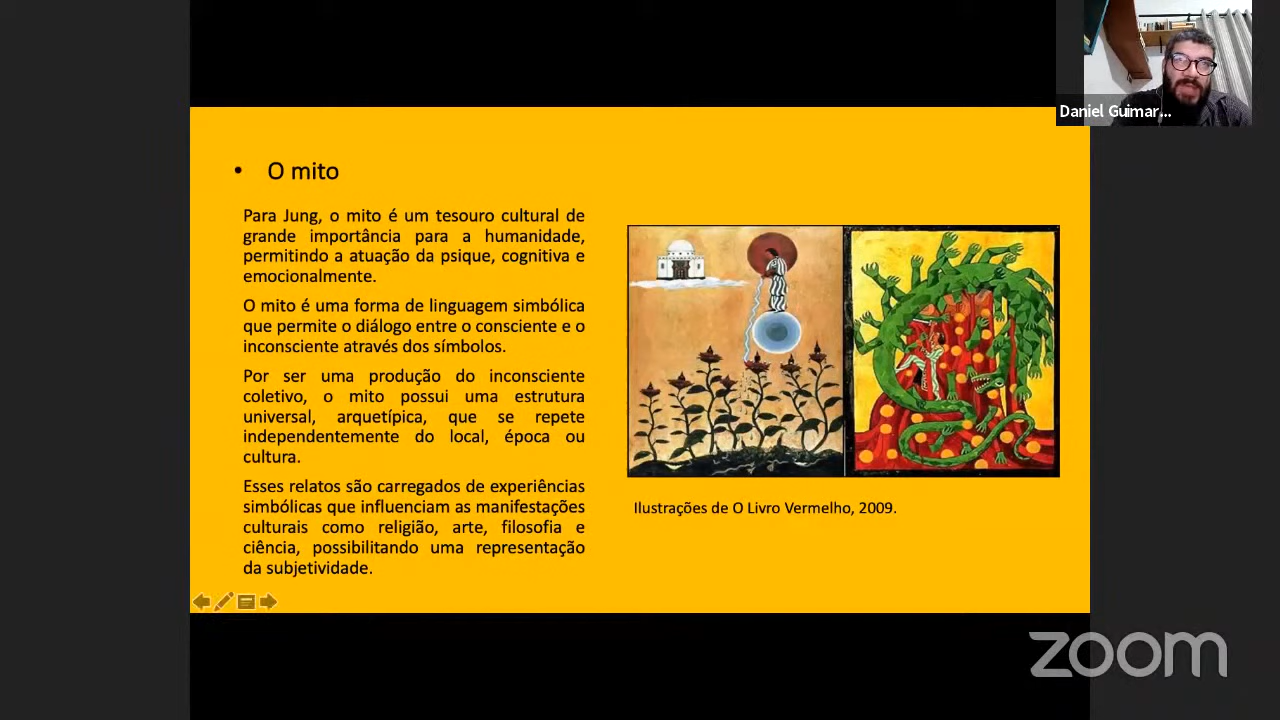 Daniel Guimar...
• O mito
Para Jung, o mito é um tesouro cultural de
grande importância para a humanidade,
permitindo a atuação da psique, cognitiva e
emocionalmente.
O mito é uma forma de linguagem simbólica
que permite o diálogo entre o consciente e o
inconsciente através dos símbolos.
Por ser uma produção do inconsciente
coletivo, o mito possui uma estrutura
universal, arquetípica, que se repete
independentemente do local, época ou
cultura.
Esses relatos são carregados de experiências
simbólicas que influenciam as manifestações
culturais como religião, arte, filosofia e
ciência, possibilitando uma representação
da subjetividade.
Ilustrações de O Livro Vermelho, 2009.
zoom